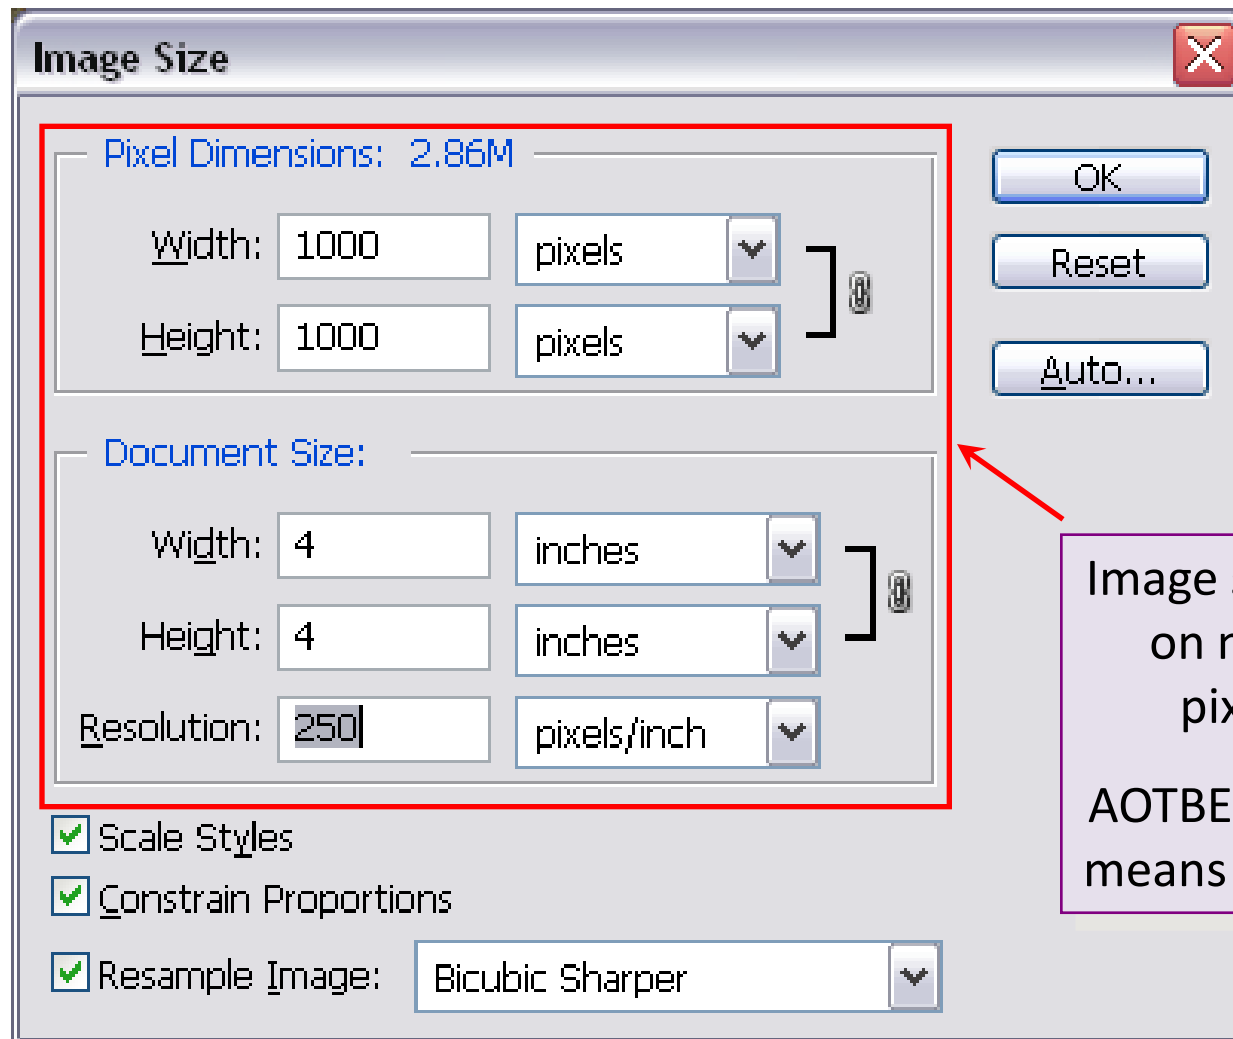 Image Size
Pixel Dimensions: 2.86M
Width: 1000 pixels
Height: 1000 pixels
OK
Reset
Auto...
Document Size:
Width: 4 inches
Height: 4 inches
Resolution: 250 pixels/inch
Scale Styles
Constrain Proportions
Resample Image: Bicubic Sharper
Image
on
AOTBE
means